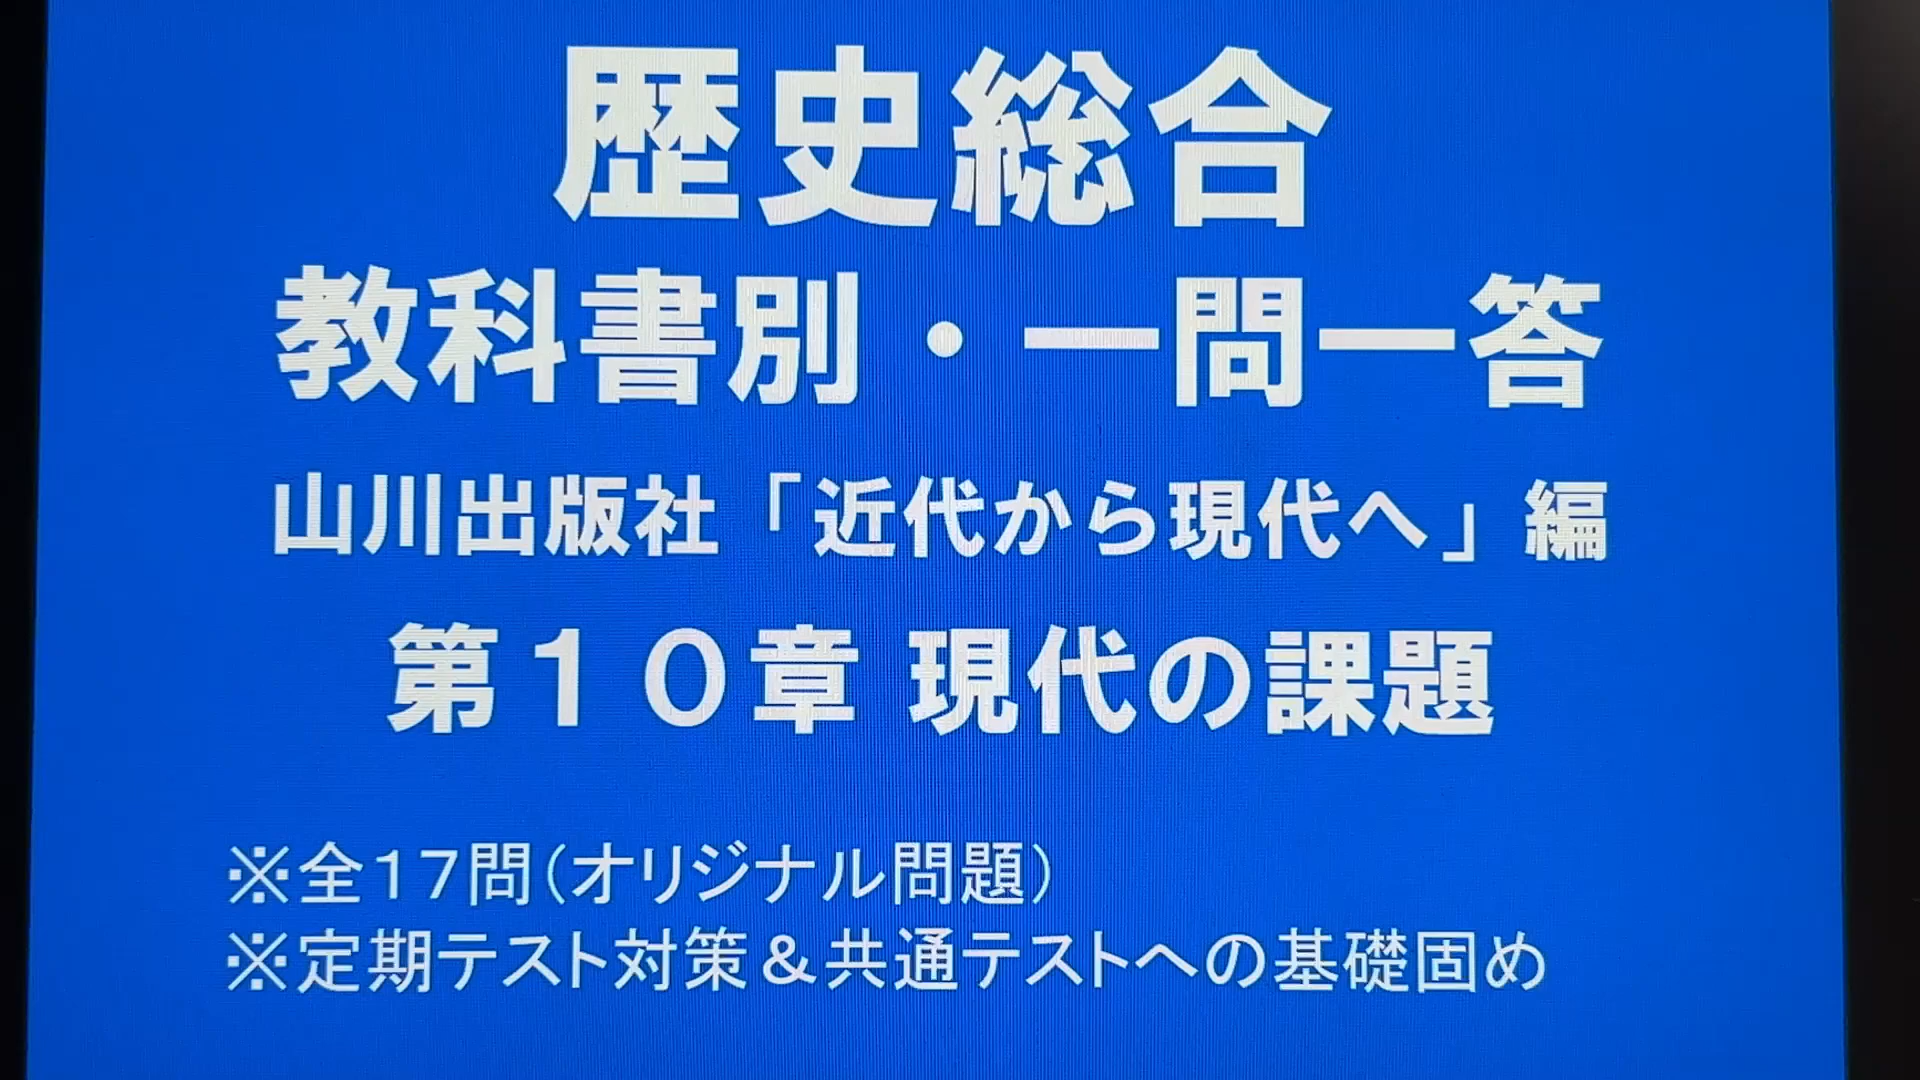 歴史総合
教科書別・一問一答
山川出版社「近代から現代へ」編
第１０章 現代の課題
※全１７問（オリジナル問題）
※定期テスト対策＆共通テストへの基礎固め